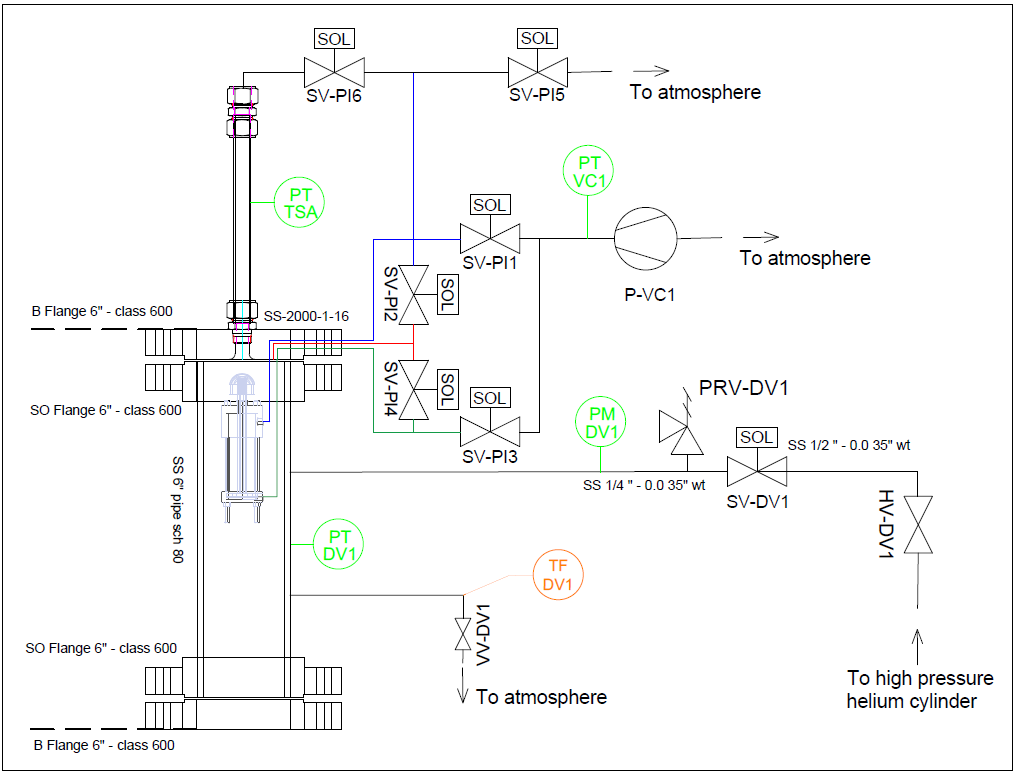 SOL
SOL
SV-PI6
SV-PI5
To atmosphere
PT
VC1
PT
TSA
SOL
SV-PI1
To atmosphere
P-VC1
SV-PI2
SOL
B Flange 6" - class 600
SS-2000-1-16
SV-PI4
SOL
SOL
SV-PI3
SO Flange 6" - class 600
PRV-DV1
PM
DV1
SOL
SS 1/2 " - 0.0 35" wt
SS 1/4 " - 0.0 35" wt
SV-DV1
HV-DV1
SS 6" pipe sch 80
PT
DV1
TF
DV1
VV-DV1
SO Flange 6" - class 600
To atmosphere
To high pressure
helium cylinder
B Flange 6" - class 600